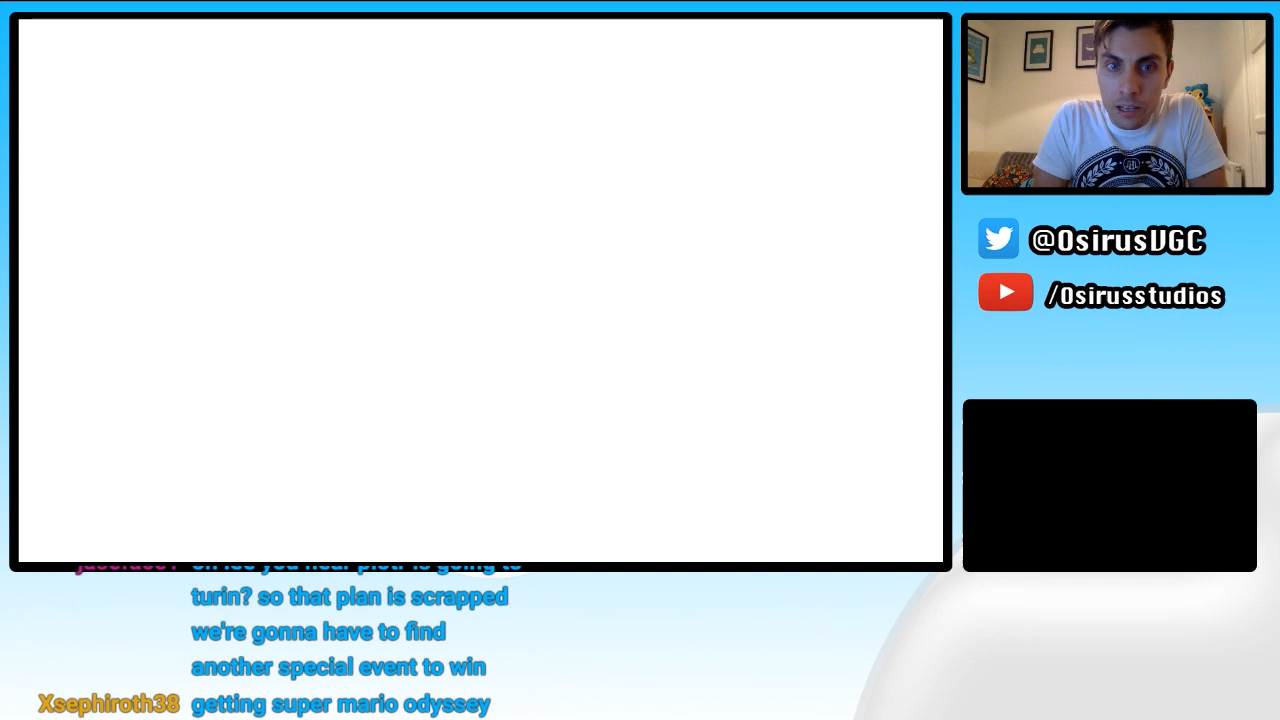 @OsirusVGC
/Osirusstudios
turin? so that plan is scrapped
we're gonna have to find
another special event to win
Xsephiroth38 getting super mario odyssey